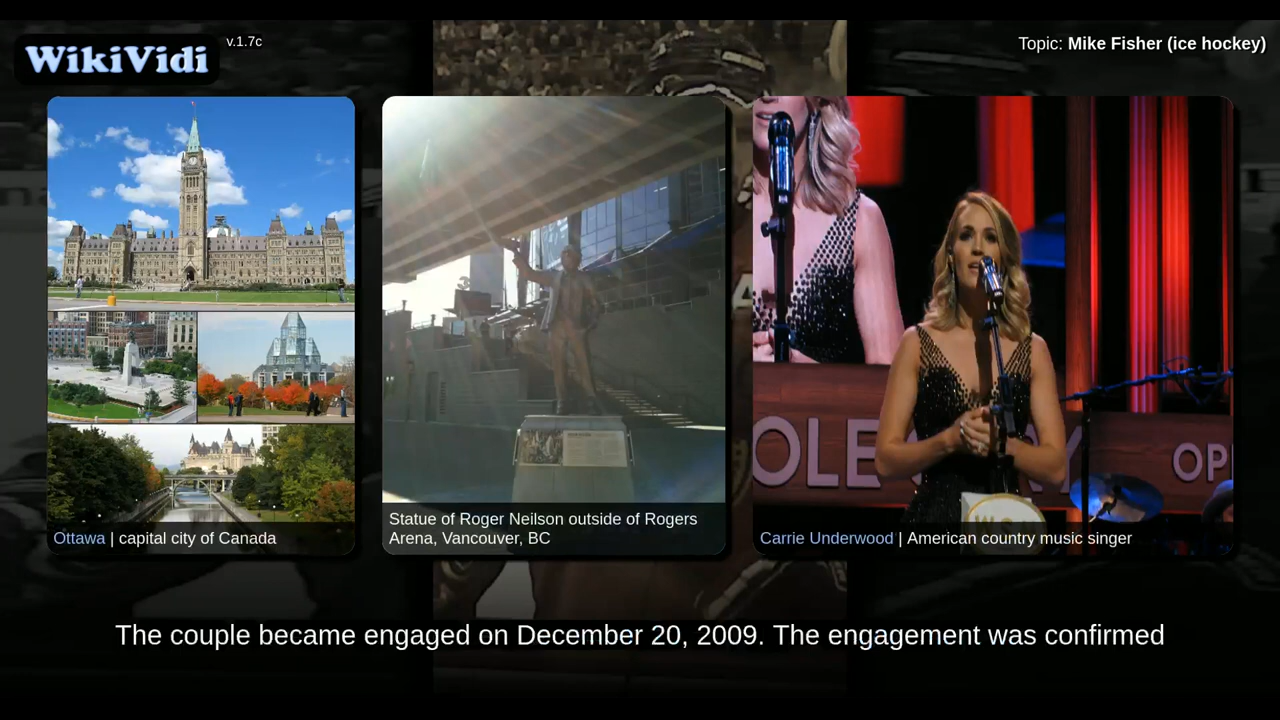 WikiVidi
v.1.7c
Topic: Mike Fisher (ice hockey)
OLE
OP
Ottawa | capital city of Canada
Statue of Roger Neilson outside of Rogers
Arena, Vancouver, BC
Carrie Underwood | American country music singer
The couple became engaged on December 20, 2009. The engagement was confirmed